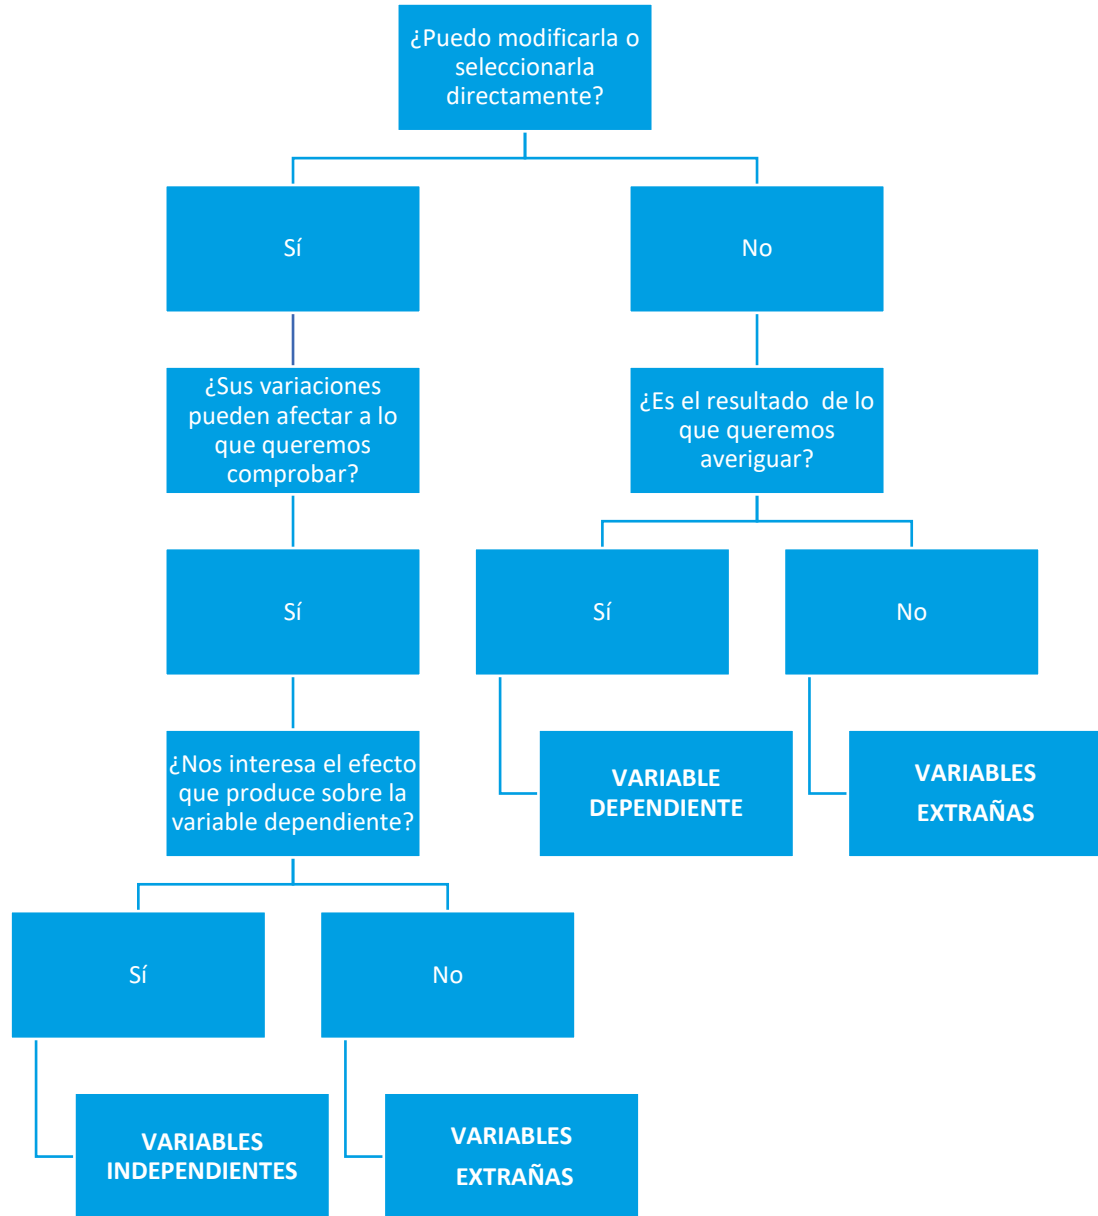 ¿Puedo modificarla o
seleccionarla
directamente?
Sí
No
¿Sus variaciones
pueden afectar a lo
que queremos
comprobar?
¿Es el resultado de lo
que queremos
averiguar?
Sí
Sí
No
¿Nos interesa el efecto
que produce sobre la
variable dependiente?
VARIABLE
DEPENDIENTE
VARIABLES
EXTRAÑAS
Sí
No
VARIABLES
INDEPENDIENTES
VARIABLES
EXTRAÑAS